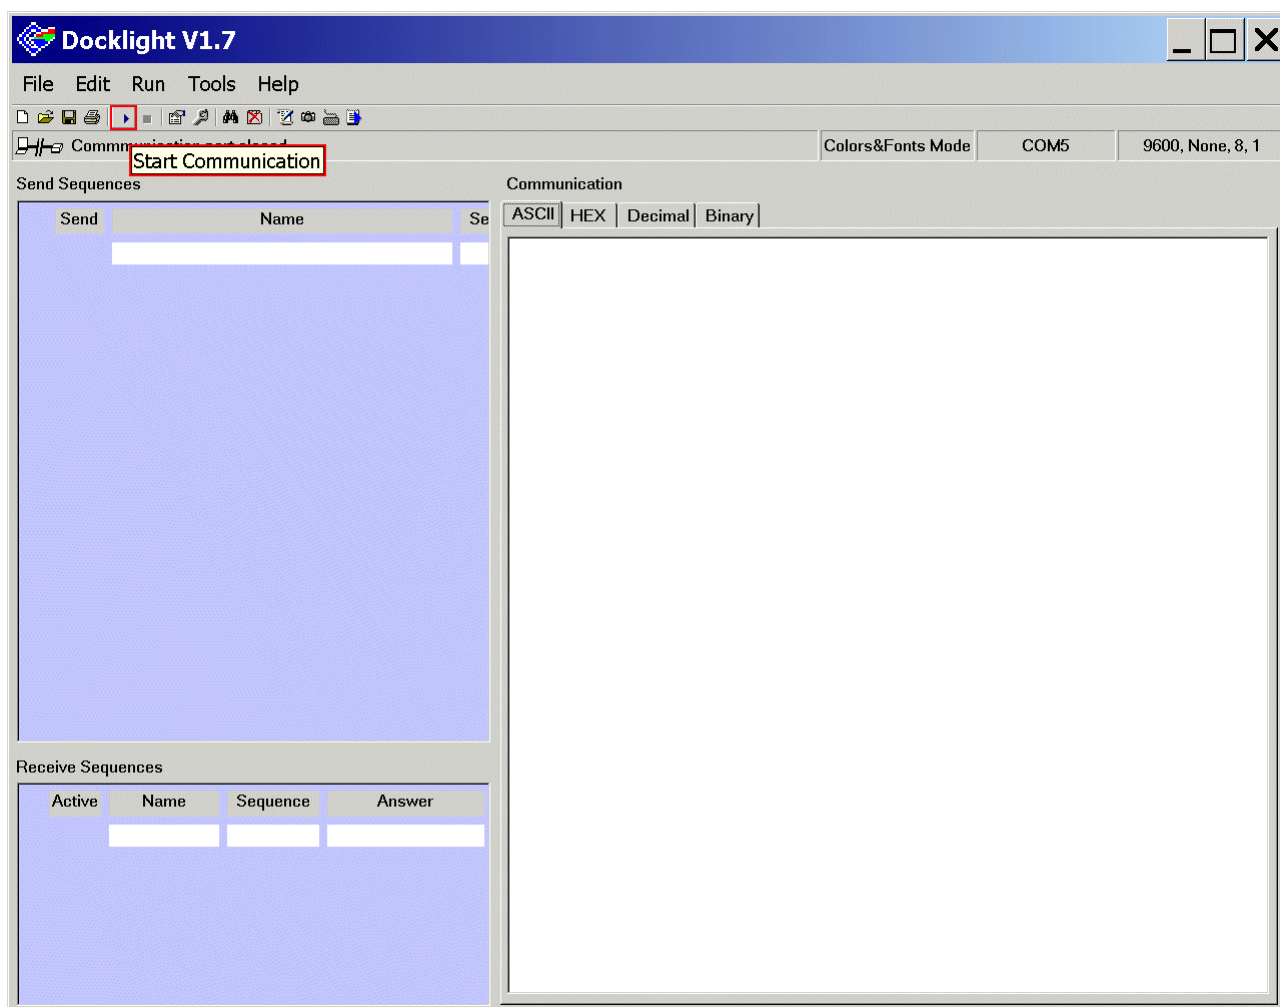 Docklight V1.7
File Edit Run Tools Help
Start Communication
Colors&Fonts Mode COM5 9600, None, 8, 1
Send Sequences
Send Name Se
Communication
ASCII HEX Decimal Binary
Receive Sequences
Active Name Sequence Answer